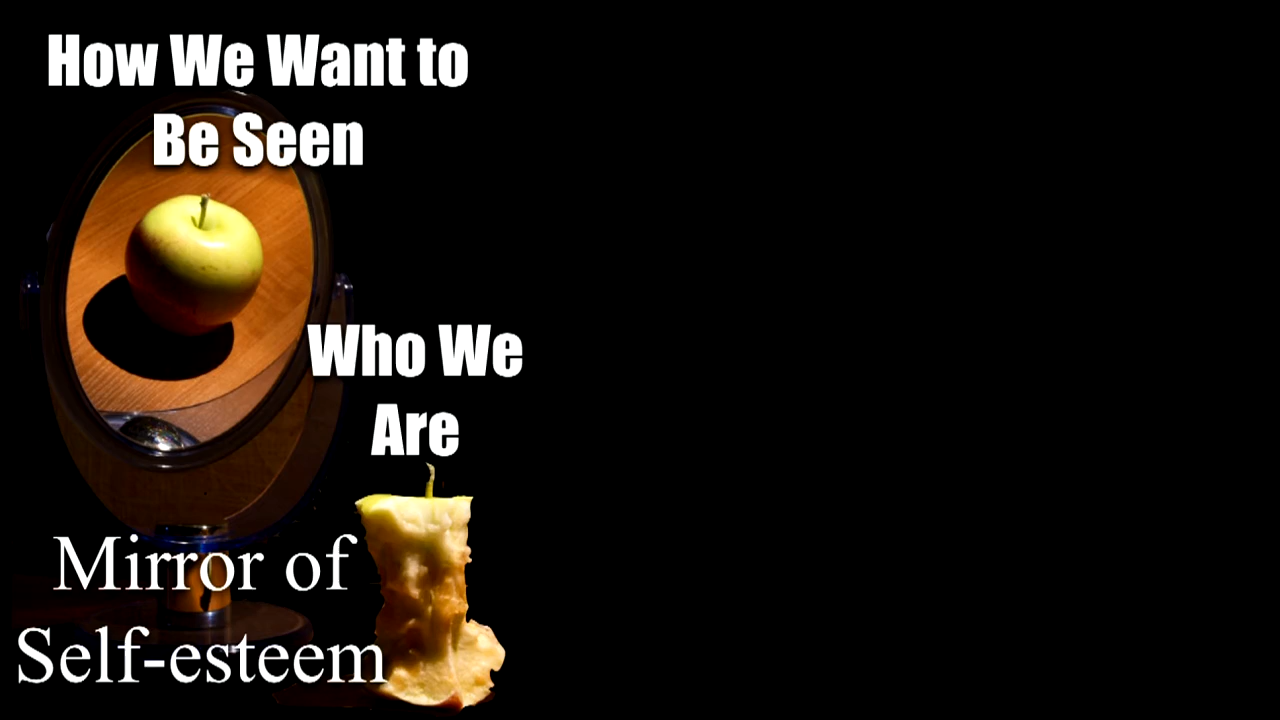 How We Want to
Be Seen
Who We
Are
Mirror of
Self-esteem